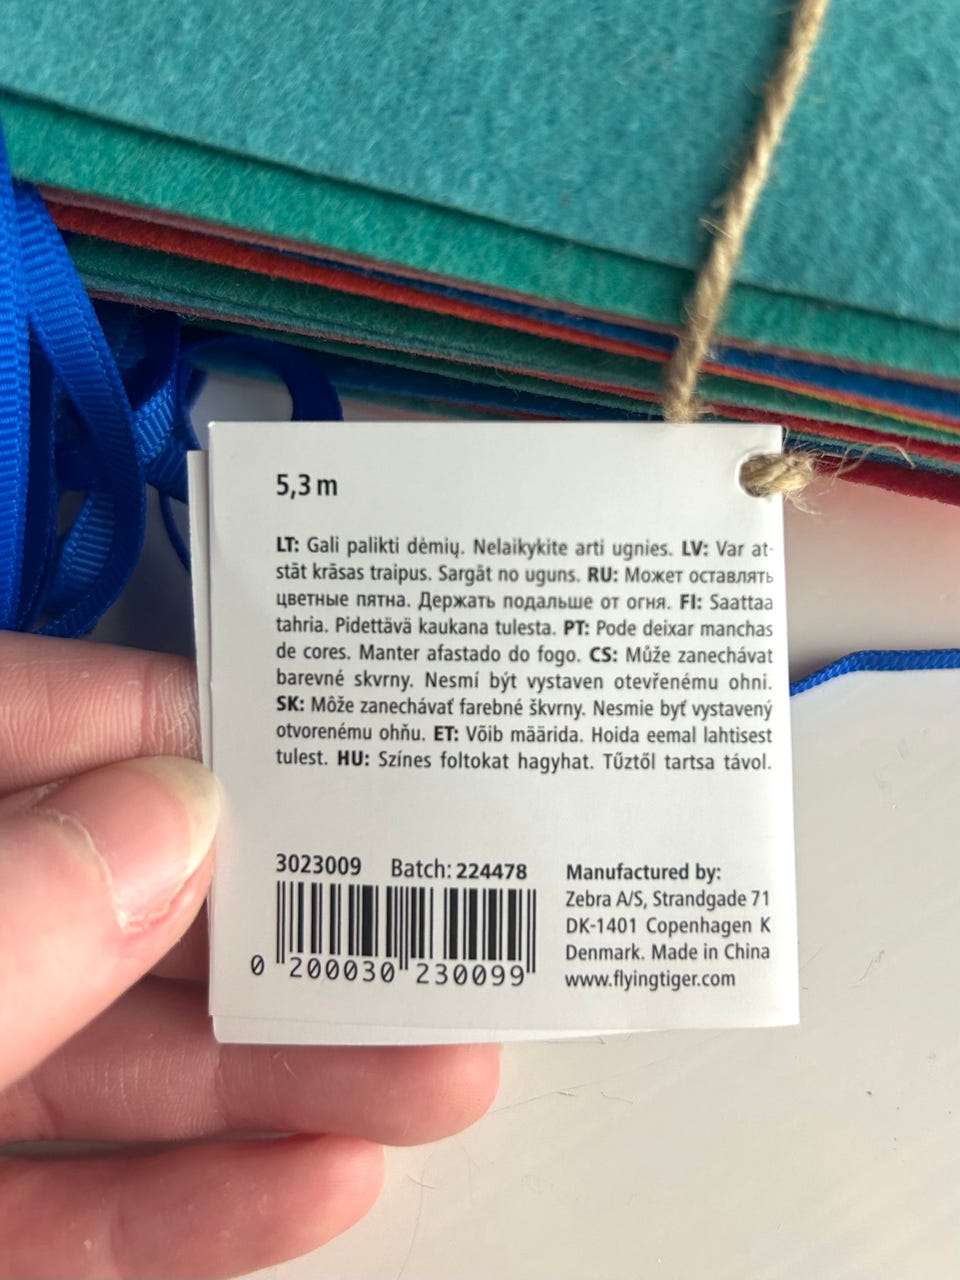 5,3 m
LT: Gali palikti dėmių. Nelaikykite arti ugnies. LV: Var at-
stāt krāsas traipus. Sargāt no uguns. RU: Может оставлять
цветные пятна. Держать подальше от огня. FI: Saattaa
tahria. Pidettävä kaukana tulesta. PT: Pode deixar manchas
de cores. Manter afastado do fogo. CS: Může zanechávat
barevné skvrny. Nesmí být vystaven otevřenému ohni.
SK: Môže zanechávať farebné škvrny. Nesmie byť vystavený
otvorenému ohňu. ET: Võib määrida. Hoida eemal lahtisest
tulest. HU: Színes foltokat hagyhat. Tűztől tartsa távol.
3023009 Batch: 224478
0 200030 230099
Manufactured by:
Zebra A/S, Strandgade 71
DK-1401 Copenhagen K
Denmark. Made in China
www.flyingtiger.com